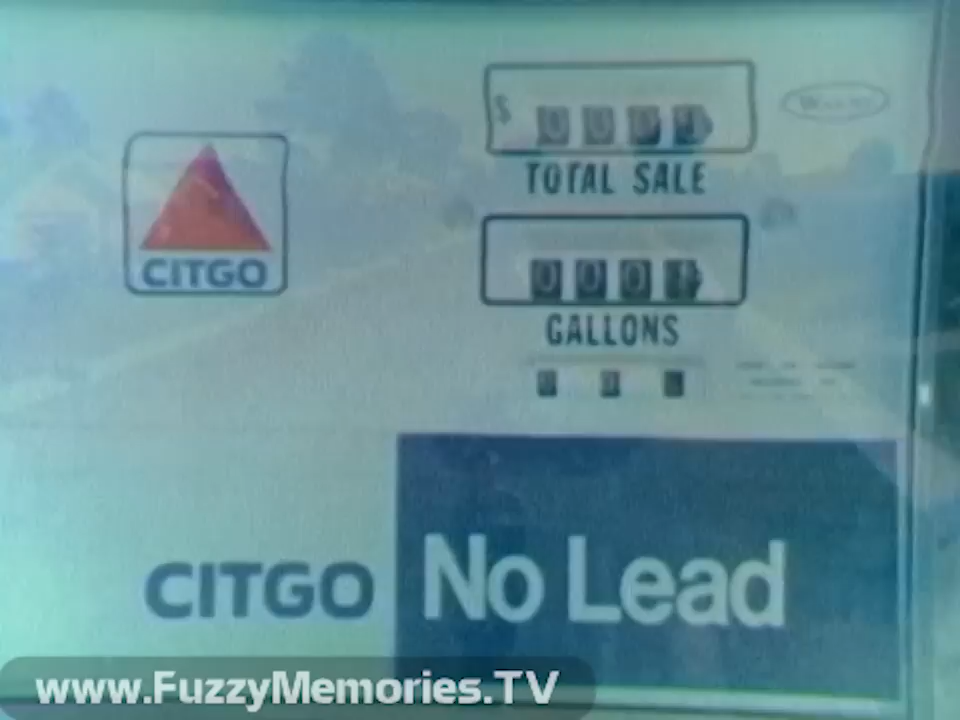 $
TOTAL SALE
CITGO
GALLONS
CITGO
No Lead
www.FuzzyMemories.TV